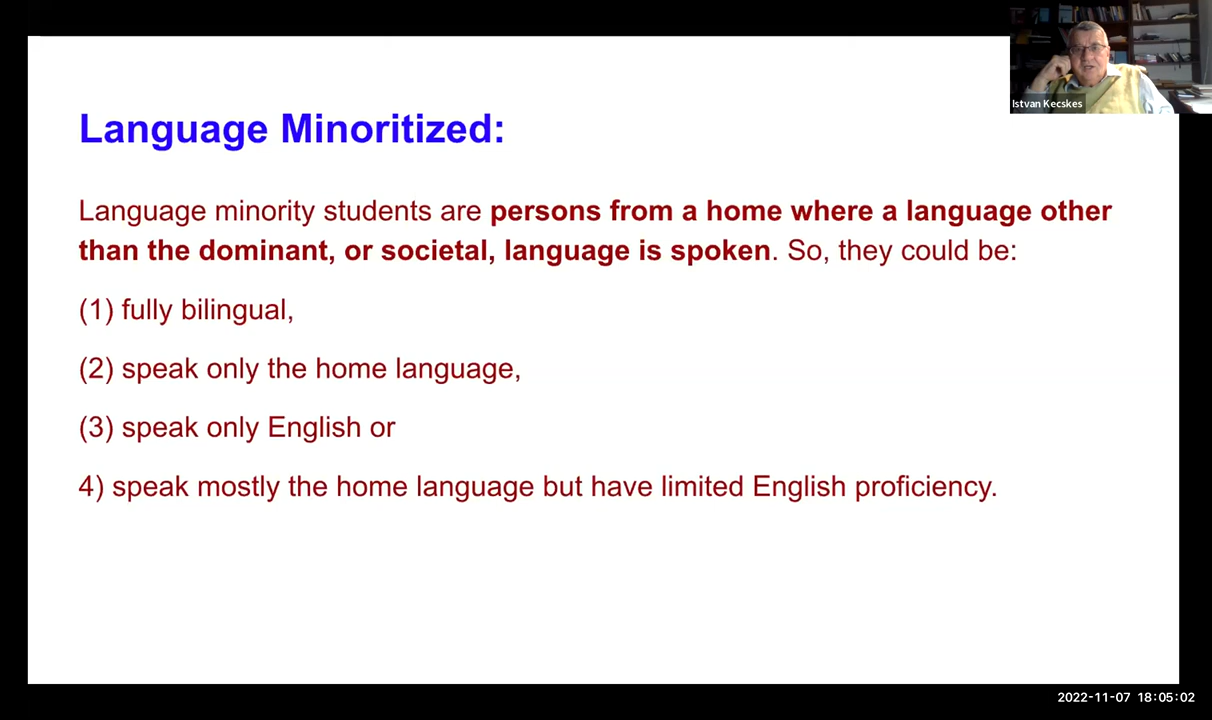 Istvan Kecskes
Language Minoritized:
Language minority students are persons from a home where a language other
than the dominant, or societal, language is spoken. So, they could be:
(1) fully bilingual,
(2) speak only the home language,
(3) speak only English or
4) speak mostly the home language but have limited English proficiency.
2022-11-07 18:05:02